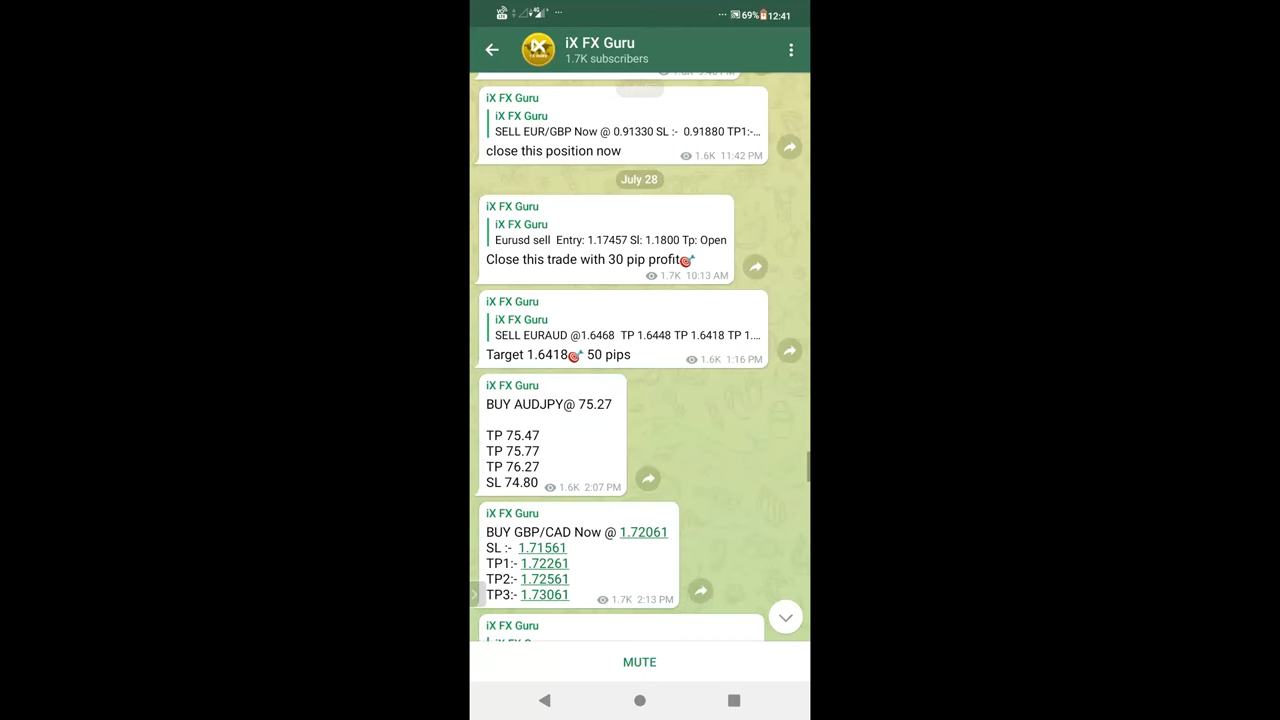 69% 12:41
iX FX Guru
1.7K subscribers
iX FX Guru
iX FX Guru
SELL EUR/GBP Now @ 0.91330 SL :- 0.91880 TP1:-...
close this position now
1.6K 11:42 PM
July 28
iX FX Guru
iX FX Guru
Eurusd sell Entry: 1.17457 Sl: 1.1800 Tp: Open
Close this trade with 30 pip profit🎯
1.7K 10:13 AM
iX FX Guru
iX FX Guru
SELL EURAUD @1.6468 TP 1.6448 TP 1.6418 TP 1....
Target 1.6418🎯 50 pips
1.6K 1:16 PM
iX FX Guru
BUY AUDJPY@ 75.27
TP 75.47
TP 75.77
TP 76.27
SL 74.80
1.6K 2:07 PM
iX FX Guru
BUY GBP/CAD Now @ 1.72061
SL :- 1.71561
TP1:- 1.72261
TP2:- 1.72561
TP3:- 1.73061
1.7K 2:13 PM
iX FX Guru
MUTE